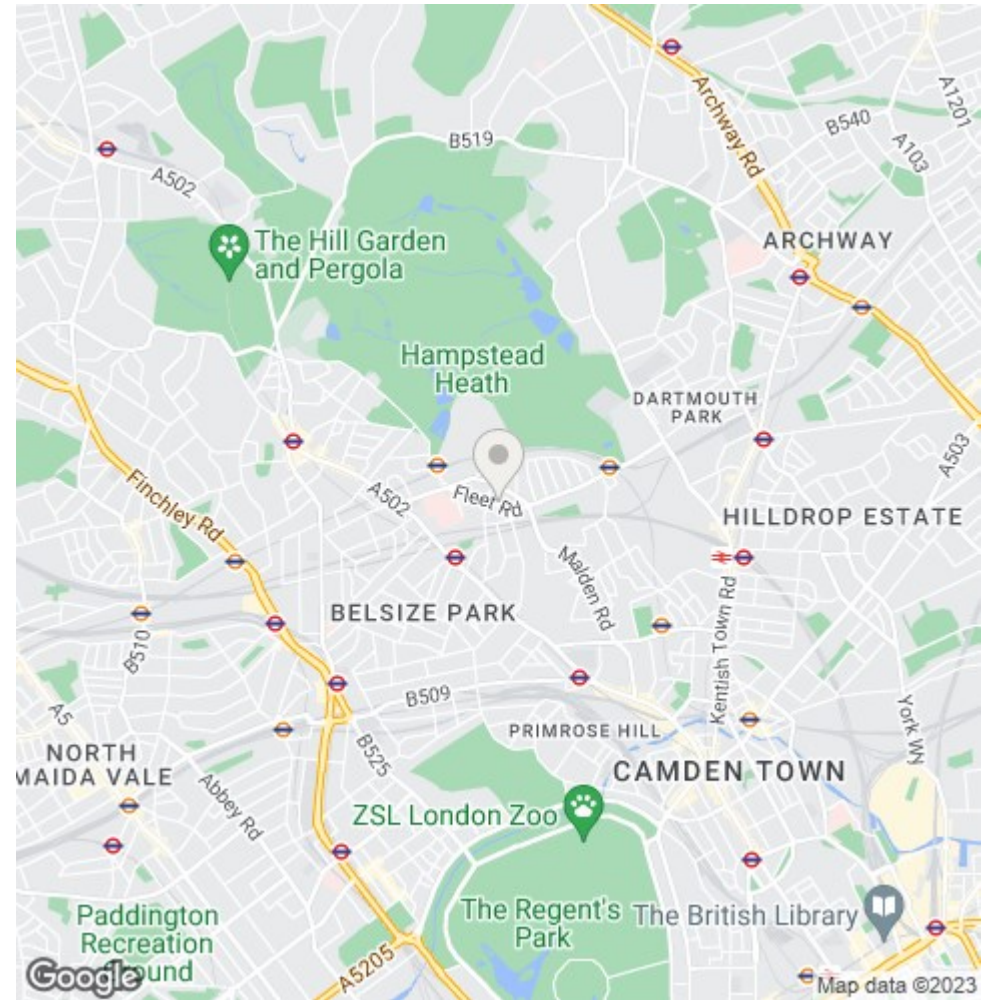 B519
A502
Archway Rd
B540
A103
A1201
The Hill Garden
and Pergola
ARCHWAY
Hampstead
Heath
DARTMOUTH
PARK
A503
Finchley Rd
A502
Fleet Rd
HILLDROP ESTATE
Malden Rd
BELSIZE PARK
B510
Kentish Town Rd
B509
A5
B525
PRIMROSE HILL
York Wy
NORTH
MAIDA VALE
Abbey Rd
CAMDEN TOWN
ZSL London Zoo
Paddington
Recreation
Ground
The Regent's
Park
The British Library
A5205
Google
Map data ©2023